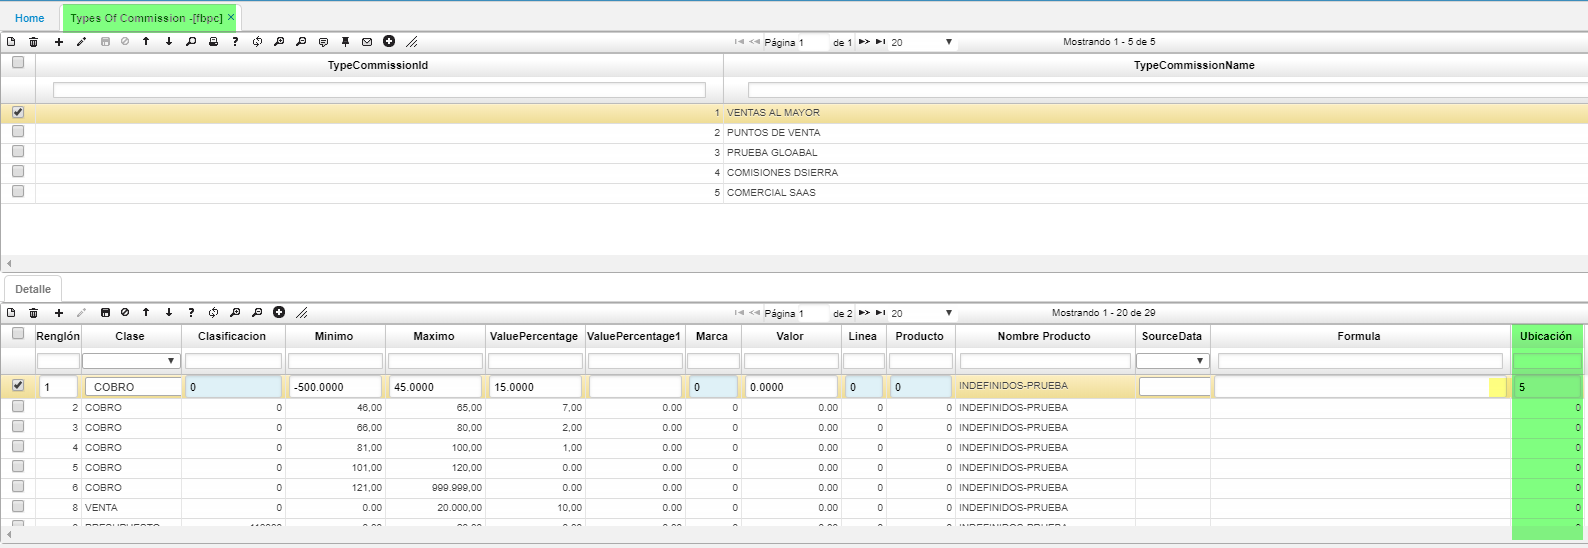 Home Types Of Commission -[fbpc] ×
Página 1 de 1 20 Mostrando 1 - 5 de 5
TypeCommissionId TypeCommissionName
1 VENTAS AL MAYOR
2 PUNTOS DE VENTA
3 PRUEBA GLOABAL
4 COMISIONES DSIERRA
5 COMERCIAL SAAS
Detalle
Página 1 de 2 20 Mostrando 1 - 20 de 29
Renglón Clase Clasificacion Minimo Maximo ValuePercentage ValuePercentage1 Marca Valor Linea Producto Nombre Producto SourceData Formula Ubicación
1 COBRO 0 -500.0000 45.0000 15.0000 0 0.0000 0 0 INDEFINIDOS-PRUEBA 5
2 COBRO 0 46,00 65,00 7,00 0.00 0 0.00 0 0 INDEFINIDOS-PRUEBA 0
3 COBRO 0 66,00 80,00 2,00 0.00 0 0.00 0 0 INDEFINIDOS-PRUEBA 0
4 COBRO 0 81,00 100,00 1,00 0.00 0 0.00 0 0 INDEFINIDOS-PRUEBA 0
5 COBRO 0 101,00 120,00 0.00 0.00 0 0.00 0 0 INDEFINIDOS-PRUEBA 0
6 COBRO 0 121,00 999.999,00 0.00 0.00 0 0.00 0 0 INDEFINIDOS-PRUEBA 0
8 VENTA 0 0.00 20.000,00 10,00 0.00 0 0.00 0 0 INDEFINIDOS-PRUEBA 0